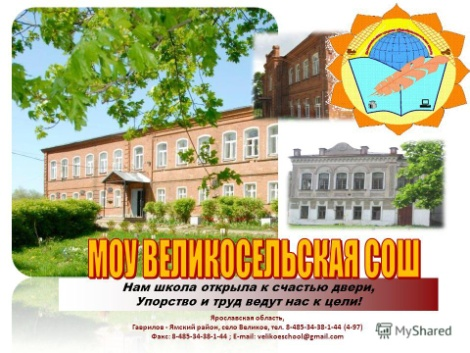 МОУ ВЕЛИКОСЕЛЬСКАЯ СОШ
Нам школа открыла к счастью двери,
Упорство и труд ведут нас к цели!
Ярославская область,
Гаврилов - Ямский район, село Великое, тел. 8-485-34-38-1-44 (4-97)
Факс: 8-485-34-38-1-44 ; E-mail: velikoeschool@gmail.com
MyShared